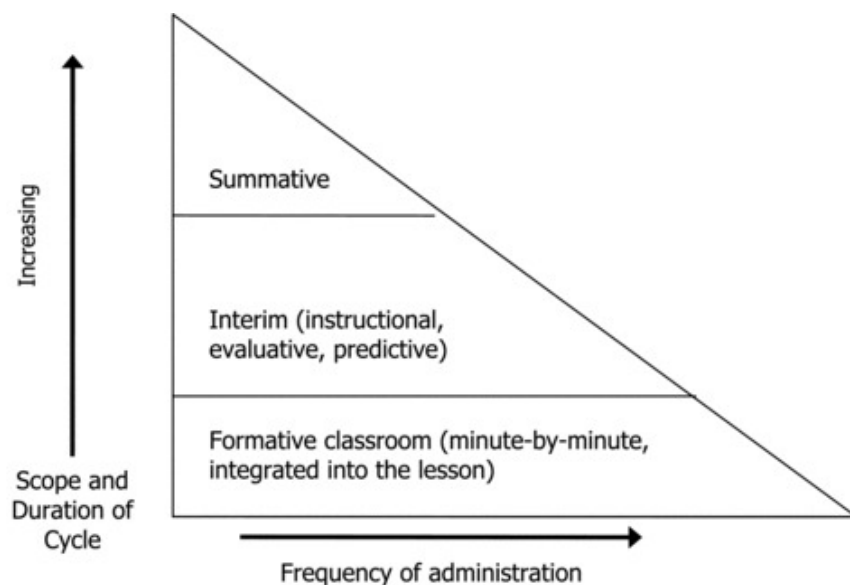 Summative
Increasing
Interim (instructional,
evaluative, predictive)
Formative classroom (minute-by-minute,
integrated into the lesson)
Scope and
Duration of
Cycle
Frequency of administration